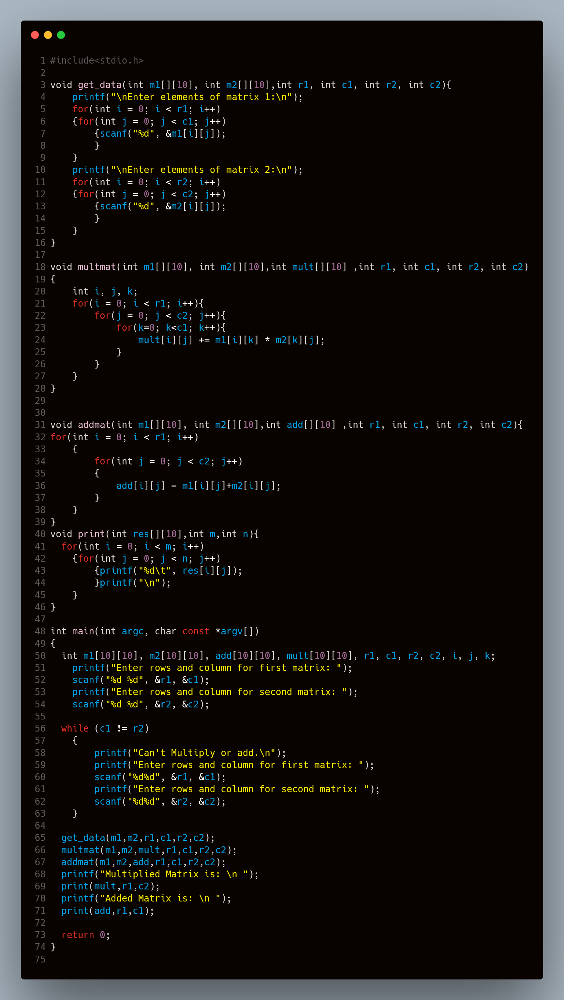 1 #include<stdio.h>
2
3 void get_data(int m1[][10], int m2[][10],int r1, int c1, int r2, int c2){
4     printf("\nEnter elements of matrix 1:\n");
5     for(int i = 0; i < r1; i++)
6     {for(int j = 0; j < c1; j++)
7         {scanf("%d", &m1[i][j]);
8         }
9     }
10     printf("\nEnter elements of matrix 2:\n");
11     for(int i = 0; i < r2; i++)
12     {for(int j = 0; j < c2; j++)
13         {scanf("%d", &m2[i][j]);
14         }
15     }
16 }
17
18 void multmat(int m1[][10], int m2[][10],int mult[][10] ,int r1, int c1, int r2, int c2)
19 {
20     int i, j, k;
21     for(i = 0; i < r1; i++){
22         for(j = 0; j < c2; j++){
23             for(k=0; k<c1; k++){
24                 mult[i][j] += m1[i][k] * m2[k][j];
25             }
26         }
27     }
28 }
29
30
31 void addmat(int m1[][10], int m2[][10],int add[][10] ,int r1, int c1, int r2, int c2){
32 for(int i = 0; i < r1; i++)
33     {
34         for(int j = 0; j < c2; j++)
35         {
36             add[i][j] = m1[i][j]+m2[i][j];
37         }
38     }
39 }
40 void print(int res[][10],int m,int n){
41   for(int i = 0; i < m; i++)
42     {for(int j = 0; j < n; j++)
43         {printf("%d\t", res[i][j]);
44         }printf("\n");
45     }
46 }
47
48 int main(int argc, char const *argv[])
49 {
50   int m1[10][10], m2[10][10], add[10][10], mult[10][10], r1, c1, r2, c2, i, j, k;
51     printf("Enter rows and column for first matrix: ");
52     scanf("%d %d", &r1, &c1);
53     printf("Enter rows and column for second matrix: ");
54     scanf("%d %d", &r2, &c2);
55
56   while (c1 != r2)
57     {
58         printf("Can't Multiply or add.\n");
59         printf("Enter rows and column for first matrix: ");
60         scanf("%d%d", &r1, &c1);
61         printf("Enter rows and column for second matrix: ");
62         scanf("%d%d", &r2, &c2);
63     }
64
65   get_data(m1,m2,r1,c1,r2,c2);
66   multmat(m1,m2,mult,r1,c1,r2,c2);
67   addmat(m1,m2,add,r1,c1,r2,c2);
68   printf("Multiplied Matrix is: \n ");
69   print(mult,r1,c2);
70   printf("Added Matrix is: \n ");
71   print(add,r1,c1);
72
73   return 0;
74 }
75